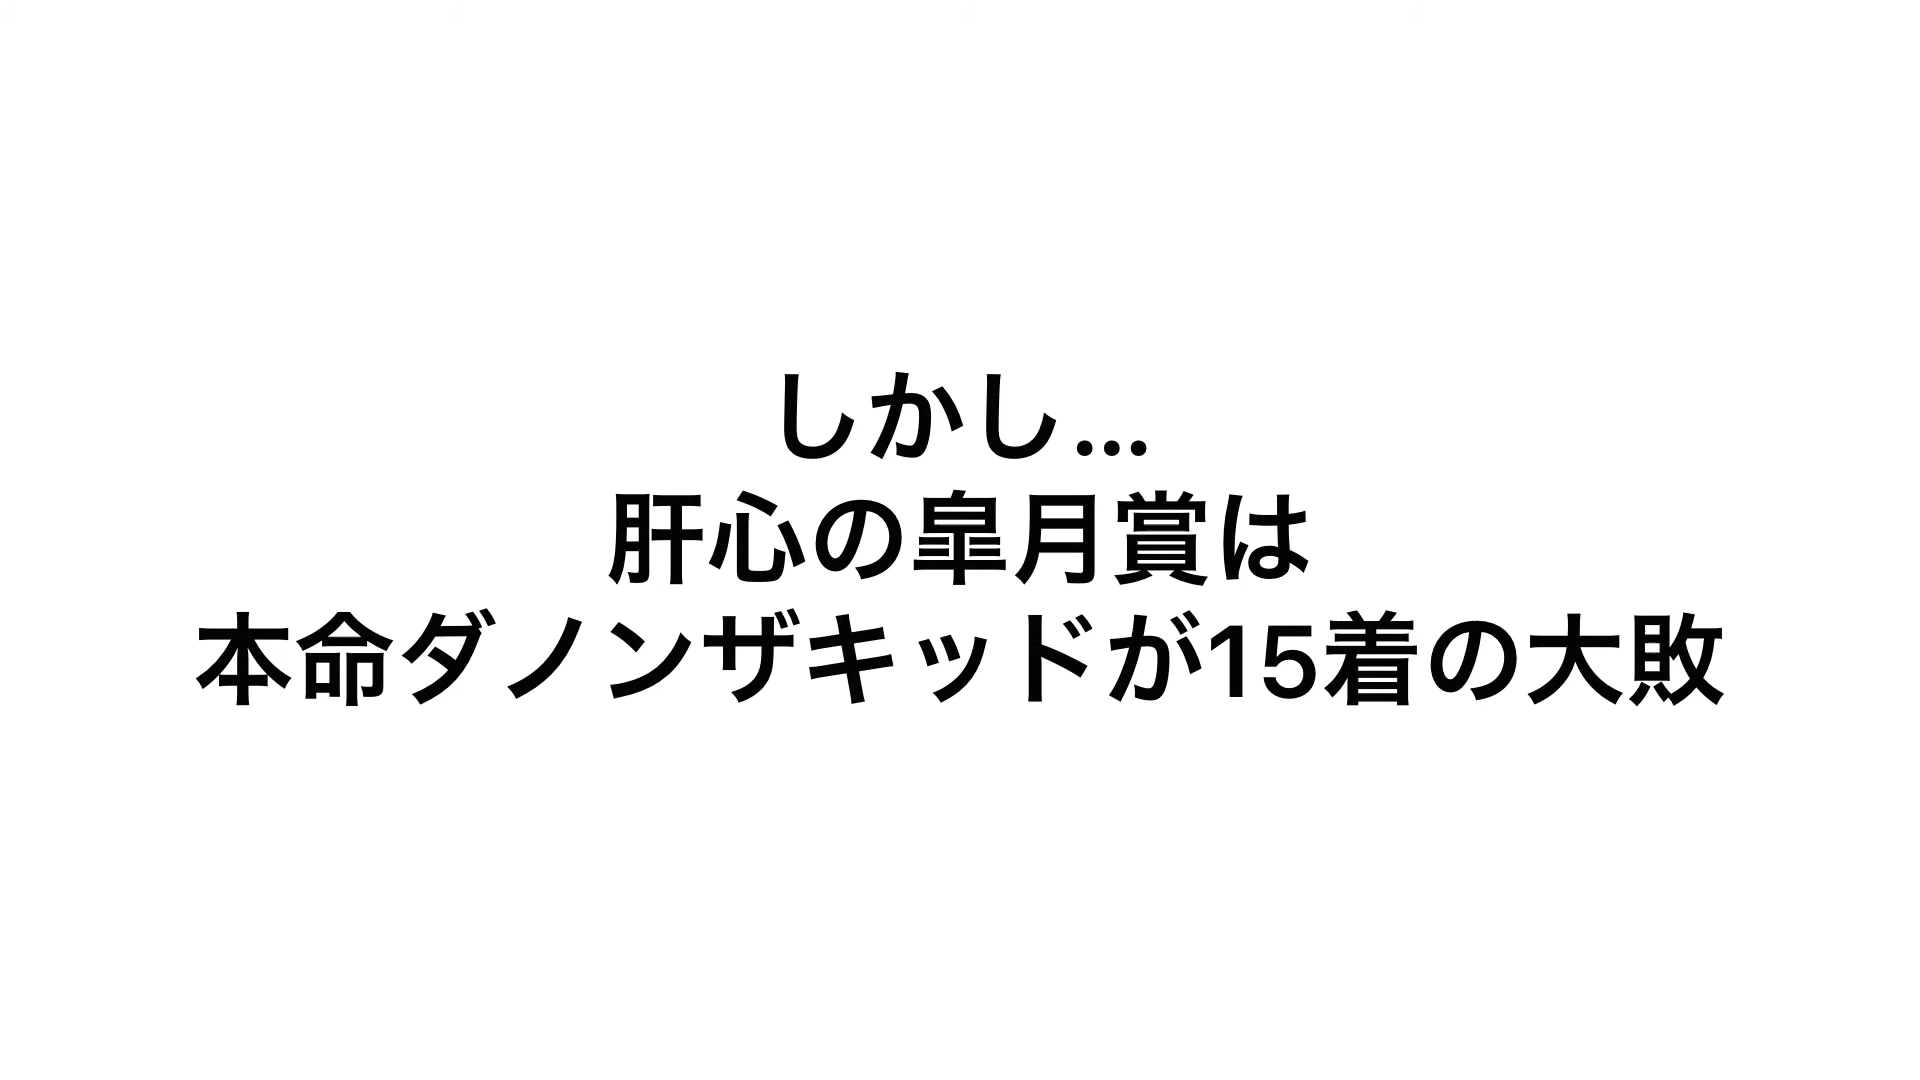 しかし…
肝心の皐月賞は
本命ダノンザキッドが15着の大敗